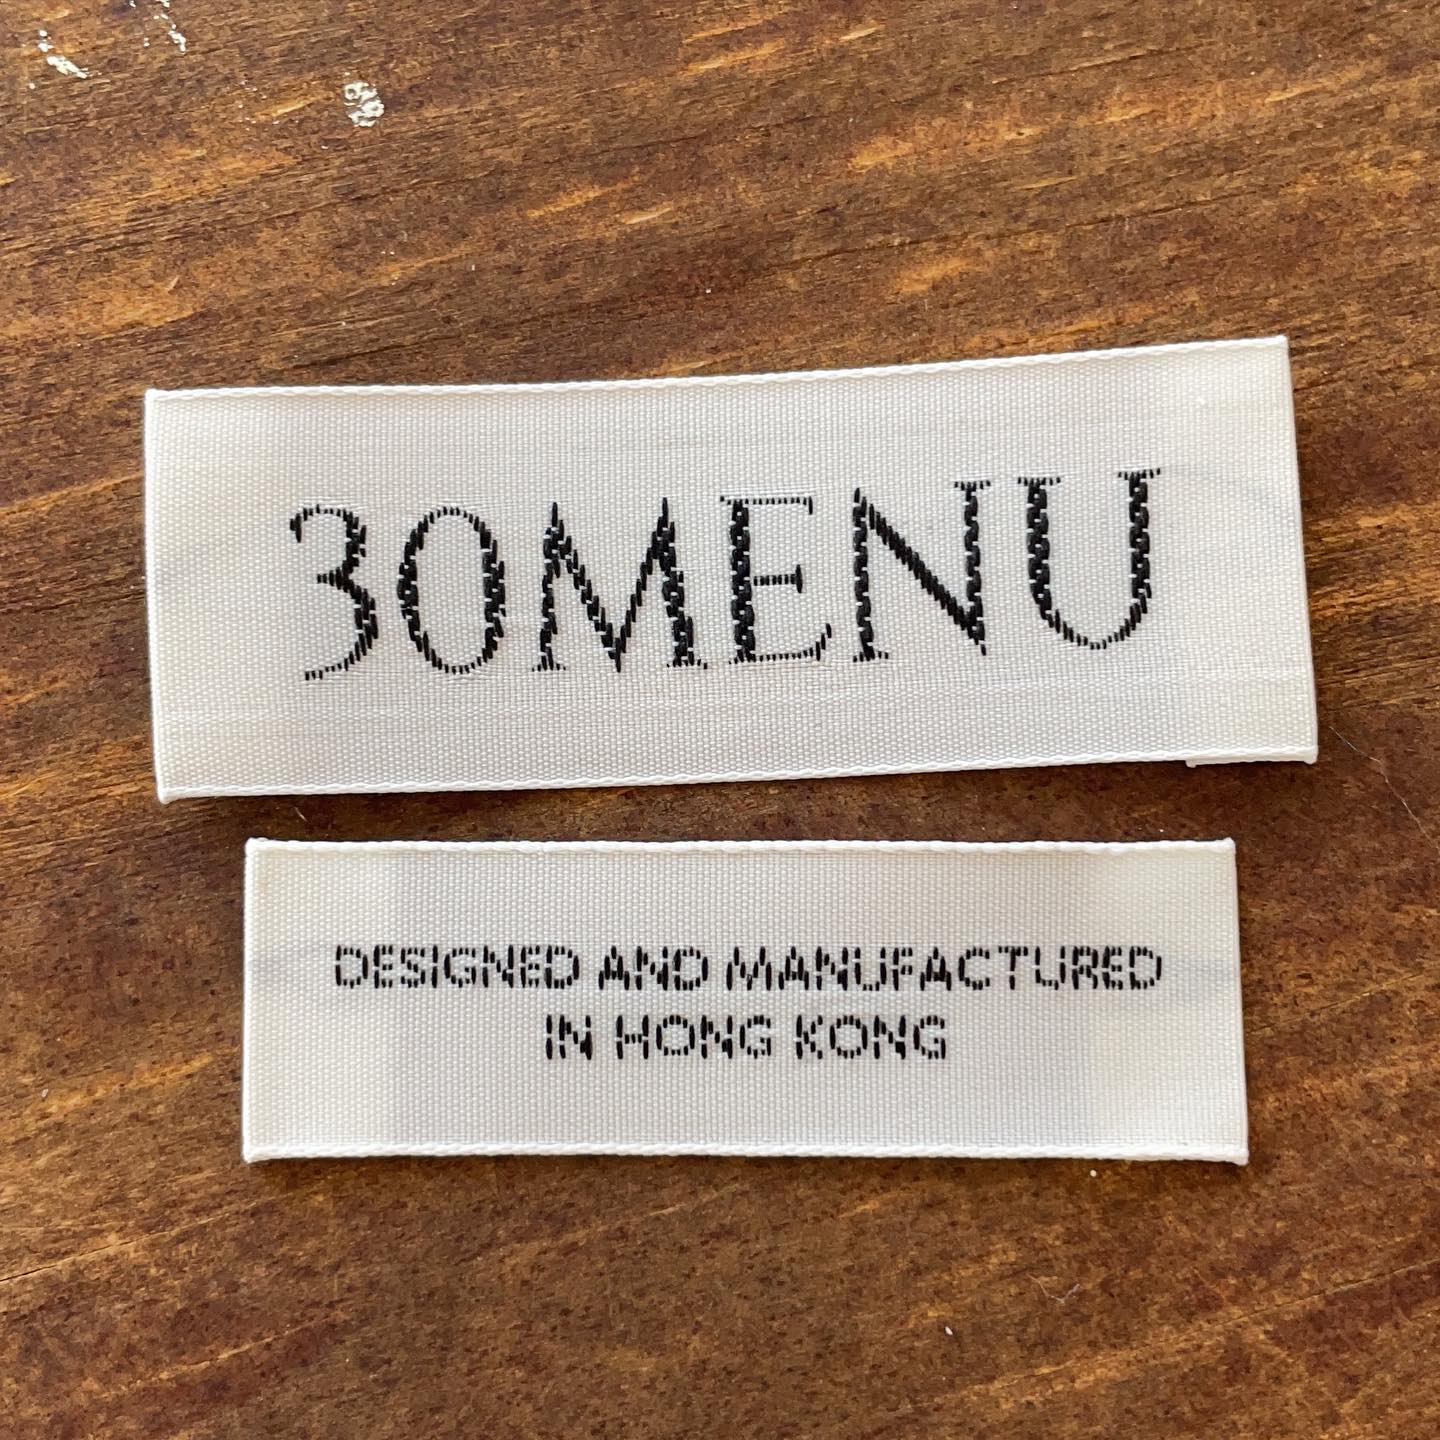 30MENU
DESIGNED AND MANUFACTURED
IN HONG KONG